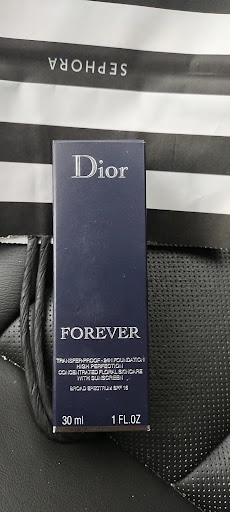 SEPHORA
Dior
FOREVER
TRANSFER-PROOF • 24H FOUNDATION
HIGH PERFECTION
CONCENTRATED FLORAL SKINCARE
WITH SUNSCREEN
BROAD SPECTRUM SPF 15
30 ml 1 FL.OZ